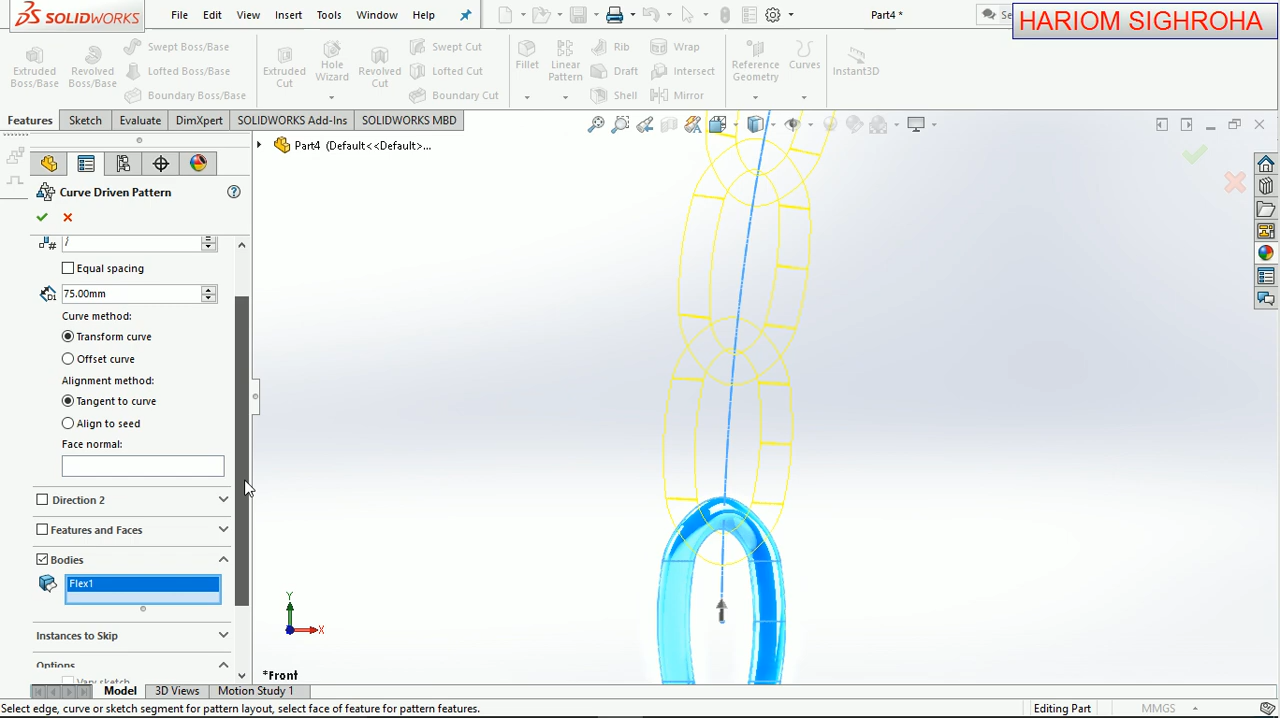 SOLIDWORKS File Edit View Insert Tools Window Help Part4 *
HARIOM SIGHROHA
Extruded Boss/Base
Revolved Boss/Base
Swept Boss/Base
Lofted Boss/Base
Boundary Boss/Base
Extruded Cut
Hole Wizard
Revolved Cut
Swept Cut
Lofted Cut
Boundary Cut
Fillet
Linear Pattern
Rib
Draft
Shell
Wrap
Intersect
Mirror
Reference Geometry
Curves
Instant3D
Features Sketch Evaluate DimXpert SOLIDWORKS Add-Ins SOLIDWORKS MBD
Part4 (Default<<Default>...
Curve Driven Pattern
Equal spacing
75.00mm
Curve method:
Transform curve
Offset curve
Alignment method:
Tangent to curve
Align to seed
Face normal:
Direction 2
Features and Faces
Bodies
Flex1
Instances to Skip
Options
Vary sketch
Y
X
*Front
Model 3D Views Motion Study 1
Select edge, curve or sketch segment for pattern layout, select face of feature for pattern features. Editing Part MMGS